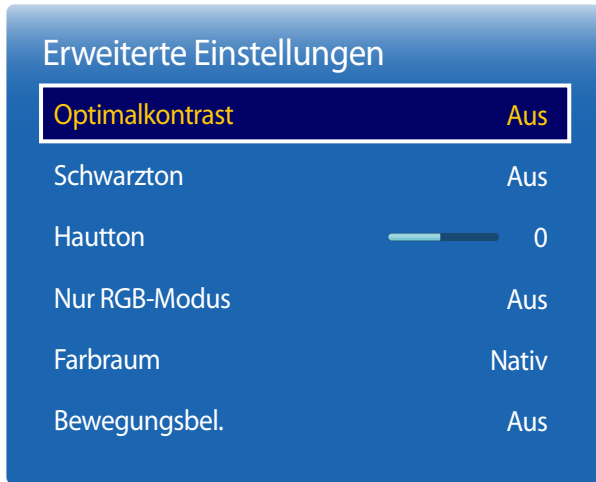 Erweiterte Einstellungen
Optimalkontrast Aus
Schwarzton Aus
Hautton 0
Nur RGB-Modus Aus
Farbraum Nativ
Bewegungsbel. Aus